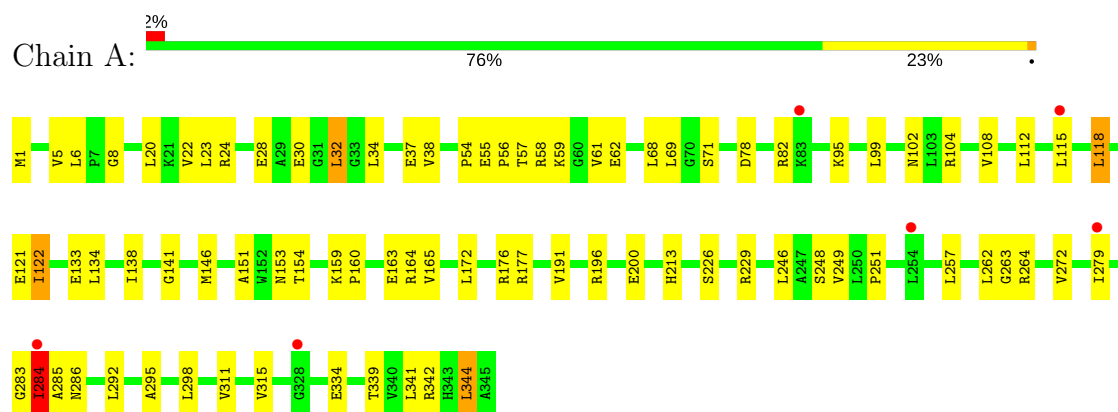 2%
Chain A:
76% 23% •
M1 V5 L6 P7 G8 L20 K21 V22 L23 R24 E28 A29 E30 G31 L32 G33 L34 E37 V38 P54 E55 P56 T57 R58 K59 G60 V61 E62 L68 L69 G70 S71 D78 R82 K83 K95 L99 N102 L103 R104 V108 L112 L115 L118
E121 I122 E133 L134 I138 G141 M146 A151 W152 N153 T154 K159 P160 E163 R164 V165 L172 R176 R177 V191 R196 E200 H213 S226 R229 L246 A247 S248 V249 L250 P251 L254 L257 L262 G263 R264 V272 I279
G283 I284 A285 N286 L292 A295 L298 V311 V315 G328 E334 T339 V340 L341 R342 H343 L344 A345